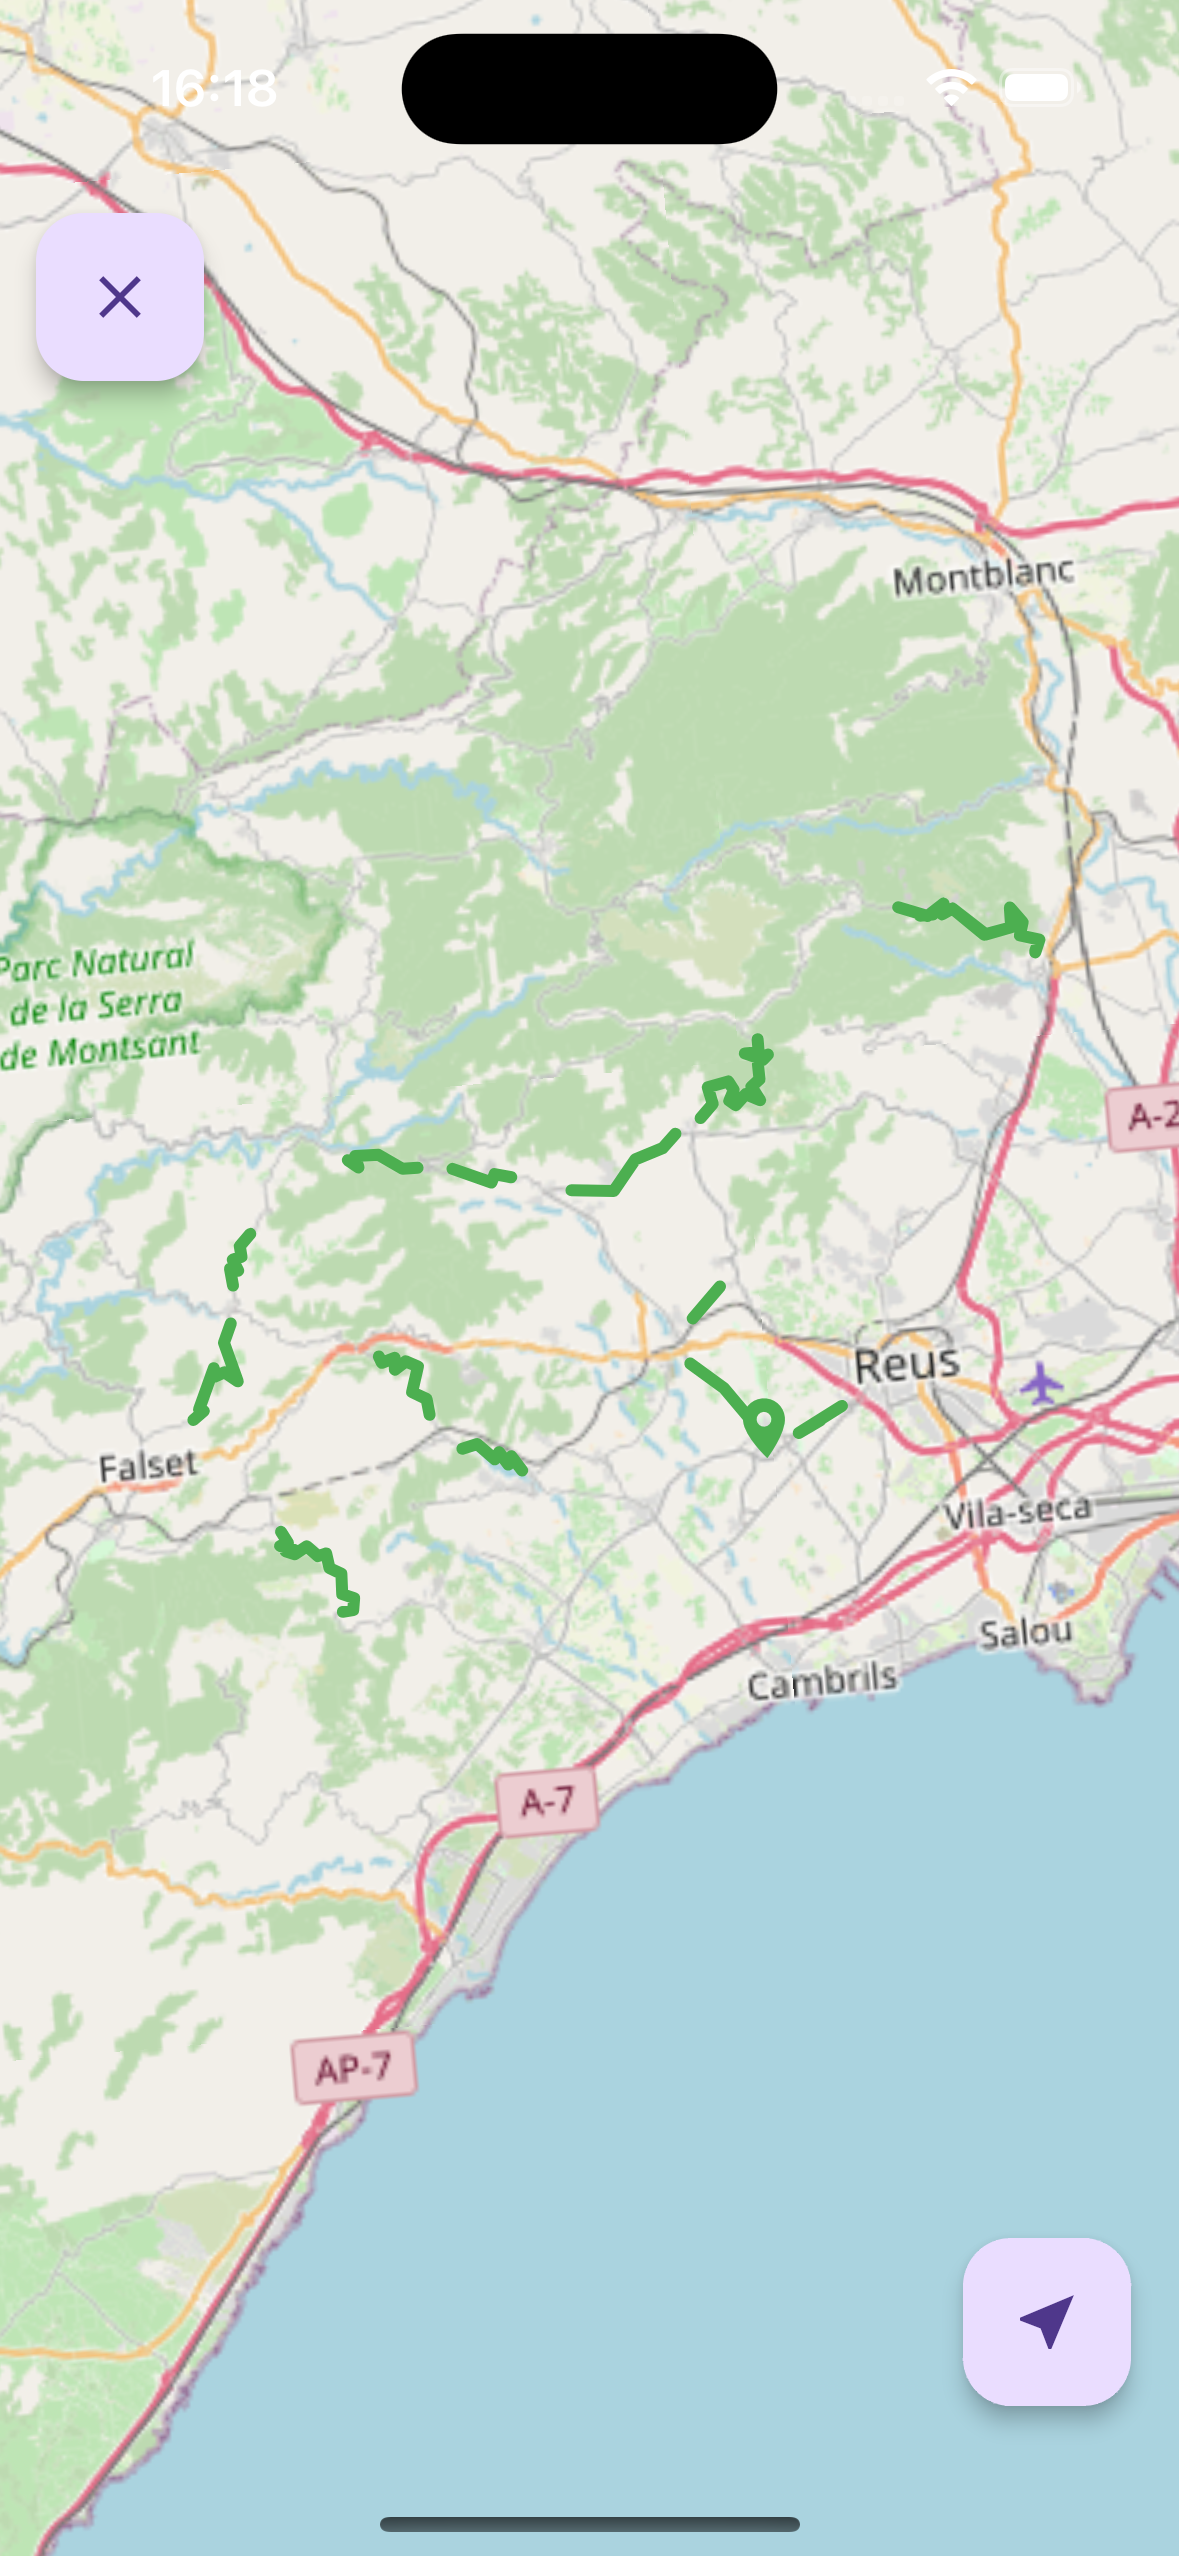 16:18
Montblanc
Parc Natural
de la Serra
de Montsant
A-2
Reus
Falset
Vila-seca
Salou
Cambrils
A-7
AP-7